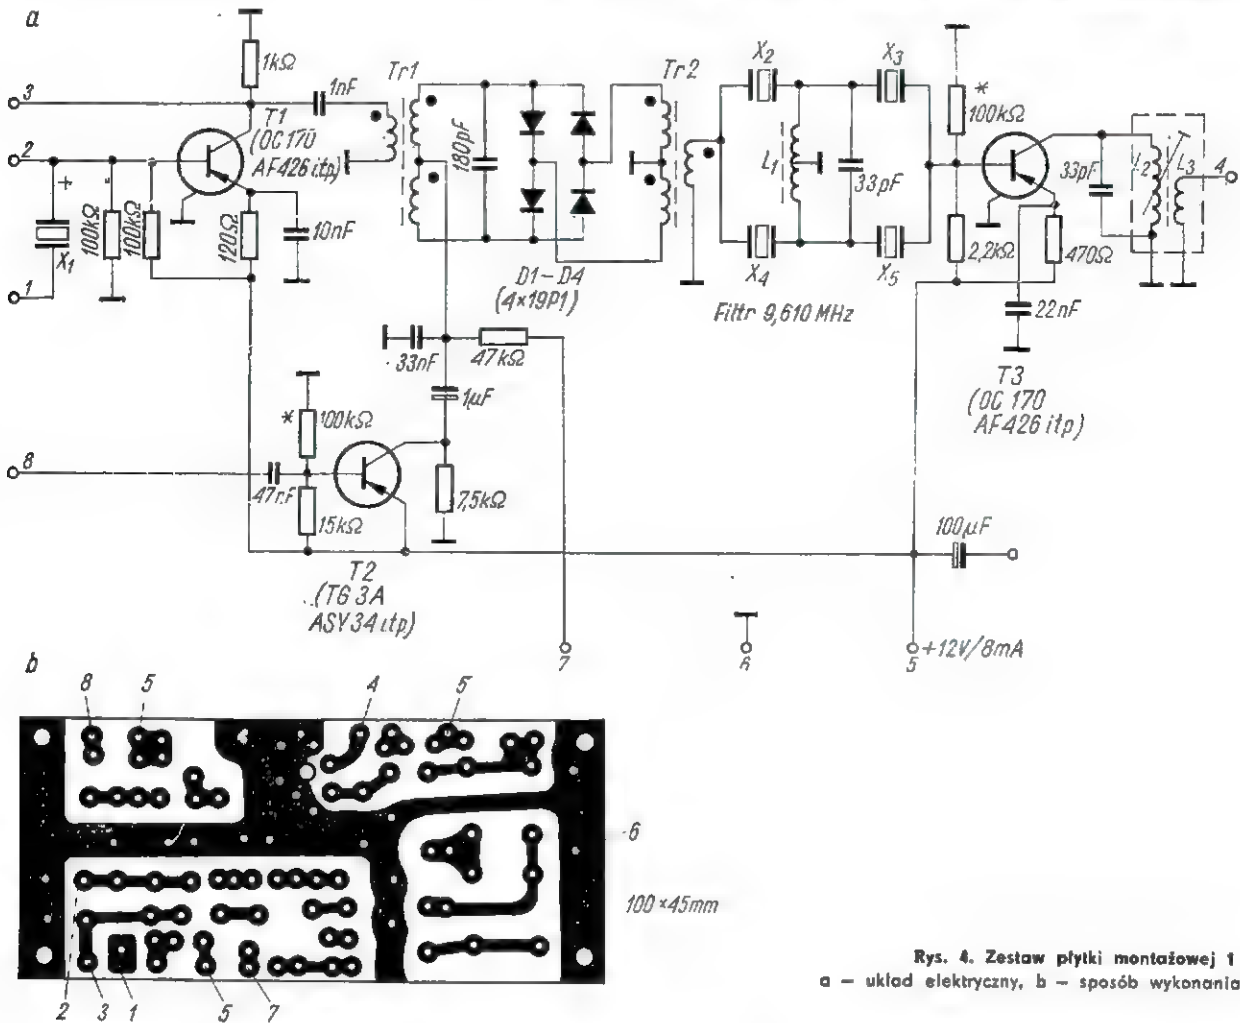 a
1kΩ
3
1nF
Tr1
Tr2
X2
X3
T1
(OC 170
AF426 itp)
2
+
100kΩ
100kΩ
120Ω
10nF
X1
1
180pF
D1–D4
(4×19P1)
L1
33pF
X4
X5
Filtr 9,610 MHz
*
100kΩ
2,2kΩ
470Ω
33pF
L2
L3
4
22nF
T3
(OC 170
AF426 itp)
33nF
47kΩ
1µF
*
100kΩ
8
47nF
15kΩ
7,5kΩ
T2
(TG 3A
ASY34 itp)
100µF
7
6
5
+12V/8mA
b
8
5
4
5
6
100×45mm
2
3
1
5
7
Rys. 4. Zestaw płytki montażowej 1
a – układ elektryczny, b – sposób wykonania